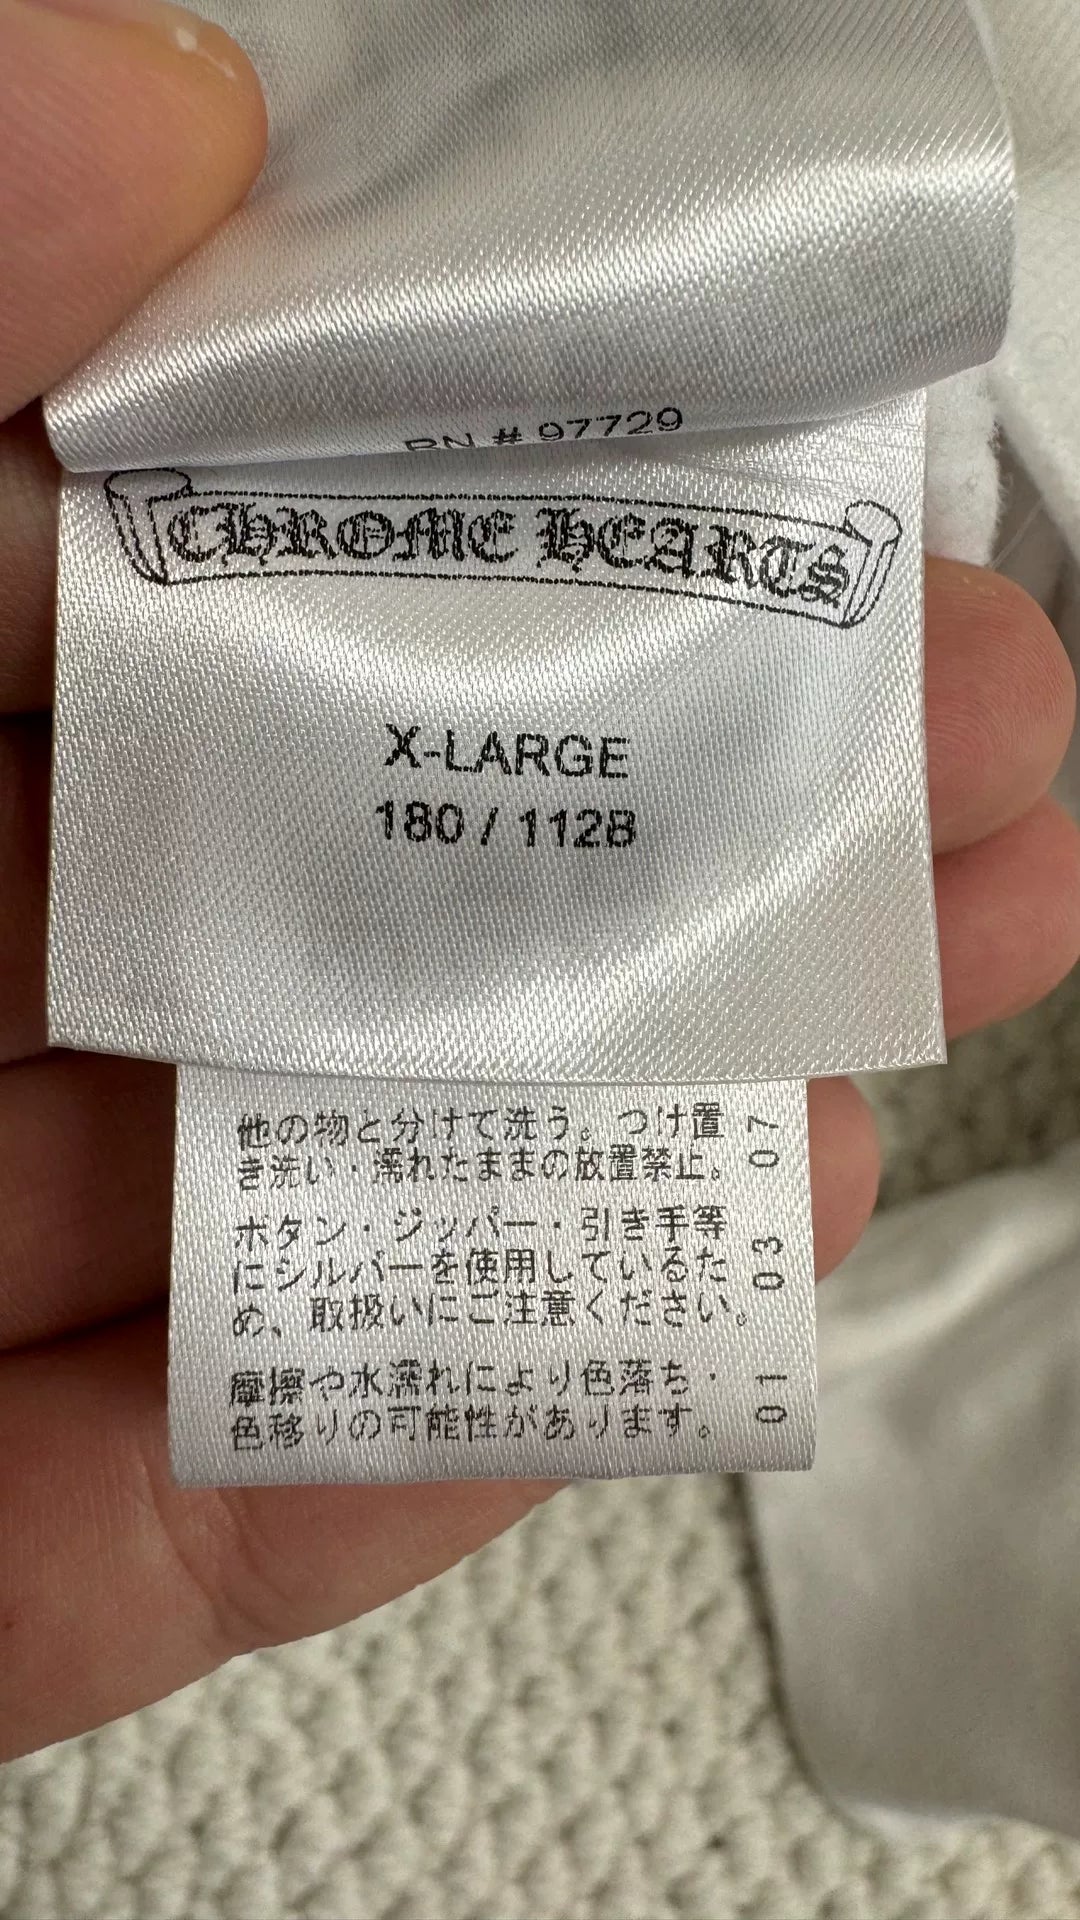 RN # 97729
CHROME HEARTS
X-LARGE
180 / 112B
他の物と分けて洗う。つけ置
き洗い・濡れたままの放置禁止。
ボタン・ジッパー・引き手等
にシルバーを使用しているた
め、取扱いにご注意ください。
摩擦や水濡れにより色落ち・
色移りの可能性があります。
01 03 07